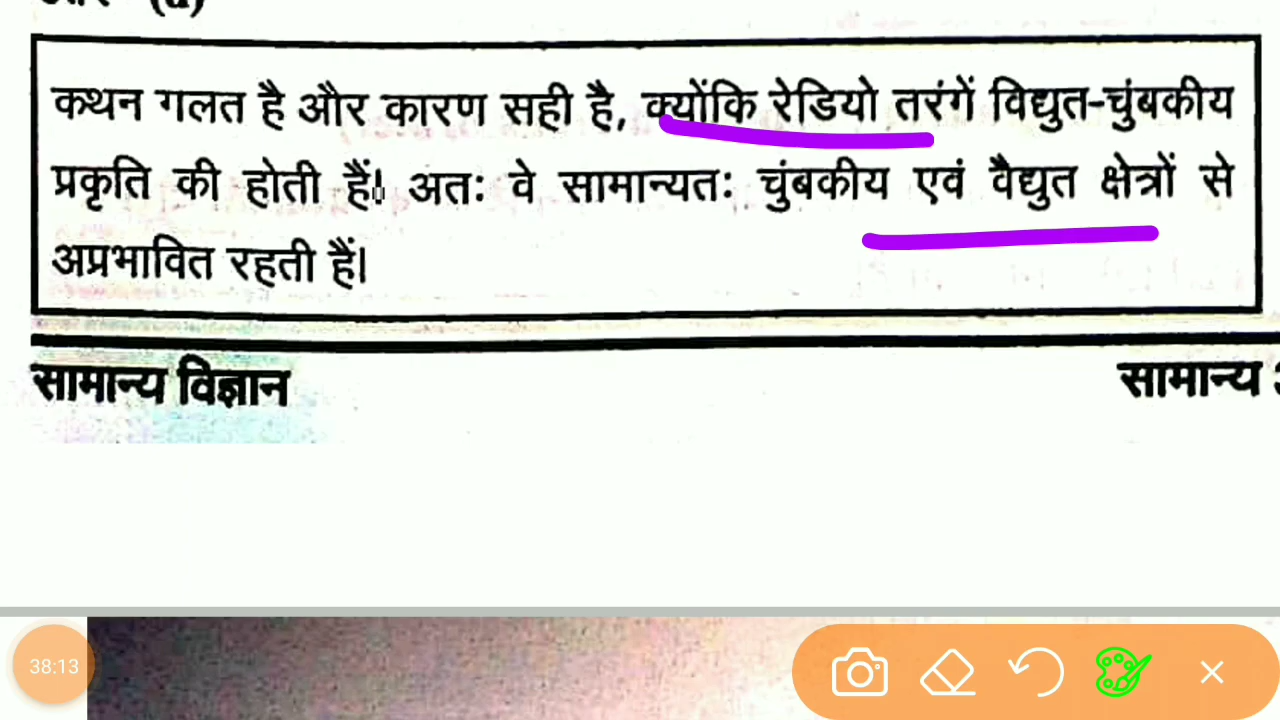 कथन गलत है और कारण सही है, क्योंकि रेडियो तरंगें विद्युत-चुंबकीय
प्रकृति की होती हैं। अतः वे सामान्यतः चुंबकीय एवं वैद्युत क्षेत्रों से
अप्रभावित रहती हैं।
सामान्य विज्ञान
सामान्य
38:13